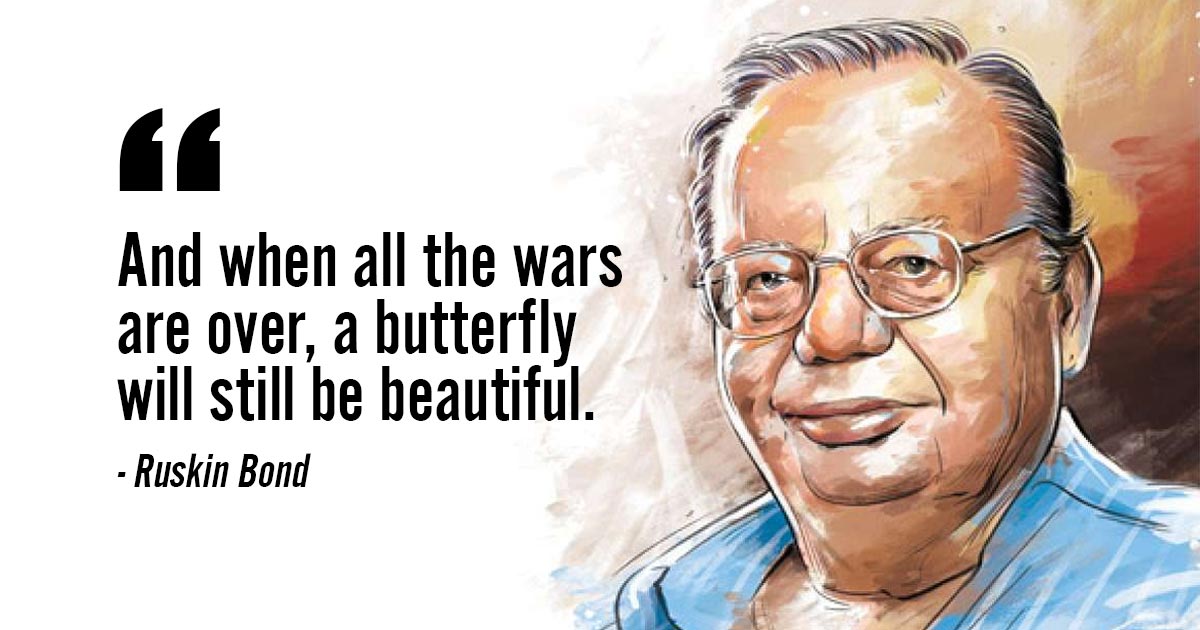 “
And when all the wars
are over, a butterfly
will still be beautiful.
- Ruskin Bond